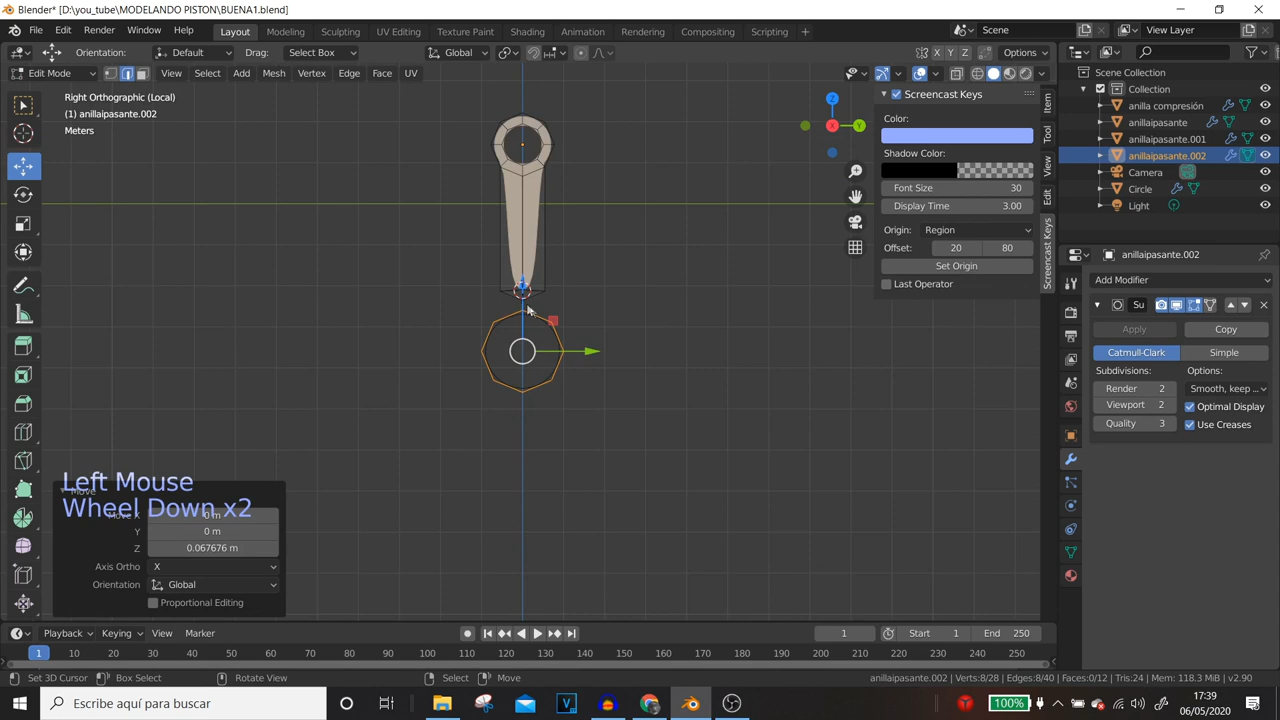 Blender* [D:\you_tube\MODELANDO PISTON\BUENA1.blend]
File Edit Render Window Help
Layout Modeling Sculpting UV Editing Texture Paint Shading Animation Rendering Compositing Scripting +
Scene
View Layer
Orientation: Default Drag: Select Box Global X Y Z Options
Edit Mode View Select Add Mesh Vertex Edge Face UV
Right Orthographic (Local)
(1) anillaipasante.002
Meters
Z
X
Y
Screencast Keys
Color:
Shadow Color:
Font Size 30
Display Time 3.00
Origin: Region
Offset: 20 80
Set Origin
Last Operator
Item
Tool
View
Edit
Screencast Keys
Scene Collection
Collection
anilla compresión
anillaipasante
anillaipasante.001
anillaipasante.002
Camera
Circle
Light
anillaipasante.002
Add Modifier
Su
Apply Copy
Catmull-Clark Simple
Subdivisions: Options:
Render 2 Smooth, keep ...
Viewport 2 Optimal Display
Quality 3 Use Creases
Left Mouse
Wheel Down x2
Move
0 m
Y 0 m
Z 0.067676 m
Axis Ortho X
Orientation Global
Proportional Editing
Playback Keying View Marker
1 Start 1 End 250
1 10 20 30 40 50 60 70 80 90 100 110 120 130 140 150 160 170 180 190 200 210 220 230 240 250
Set 3D Cursor Box Select Rotate View Select Move
anillaipasante.002 | Verts:8/28 | Edges:8/40 | Faces:0/12 | Tris:24 | Mem: 118.3 MiB | v2.90
Escribe aquí para buscar
100%
17:39
06/05/2020